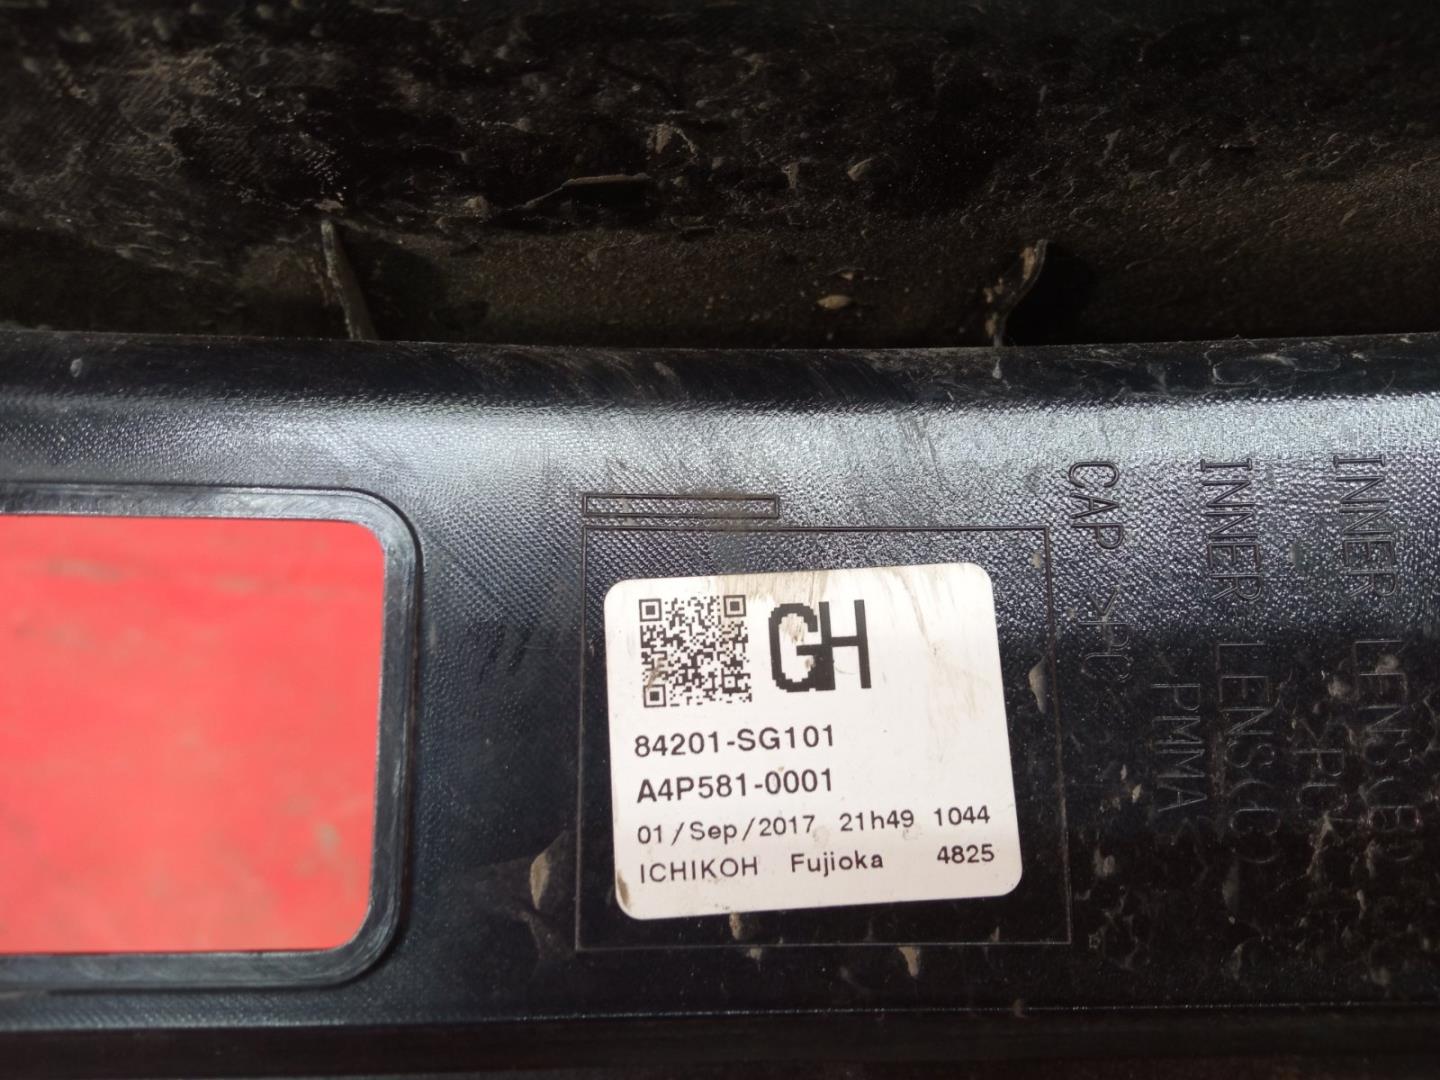 GH
84201-SG101
A4P581-0001
01/Sep/2017 21h49 1044
ICHIKOH Fujioka 4825
CAP >PC<
INNER LENS(C)
PMMA
INNER LENS(B)